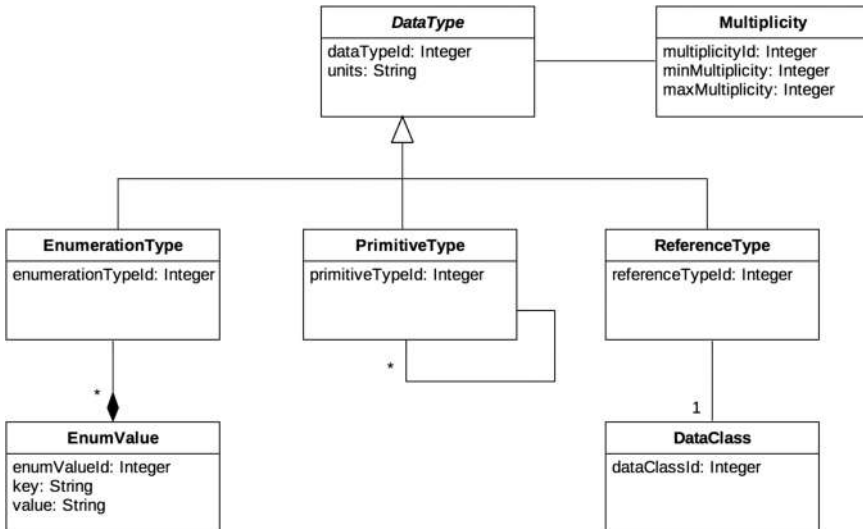 DataType
dataTypeId: Integer
units: String
Multiplicity
multiplicityId: Integer
minMultiplicity: Integer
maxMultiplicity: Integer
EnumerationType
enumerationTypeId: Integer
PrimitiveType
primitiveTypeId: Integer
ReferenceType
referenceTypeId: Integer
*
*
1
EnumValue
enumValueId: Integer
key: String
value: String
DataClass
dataClassId: Integer